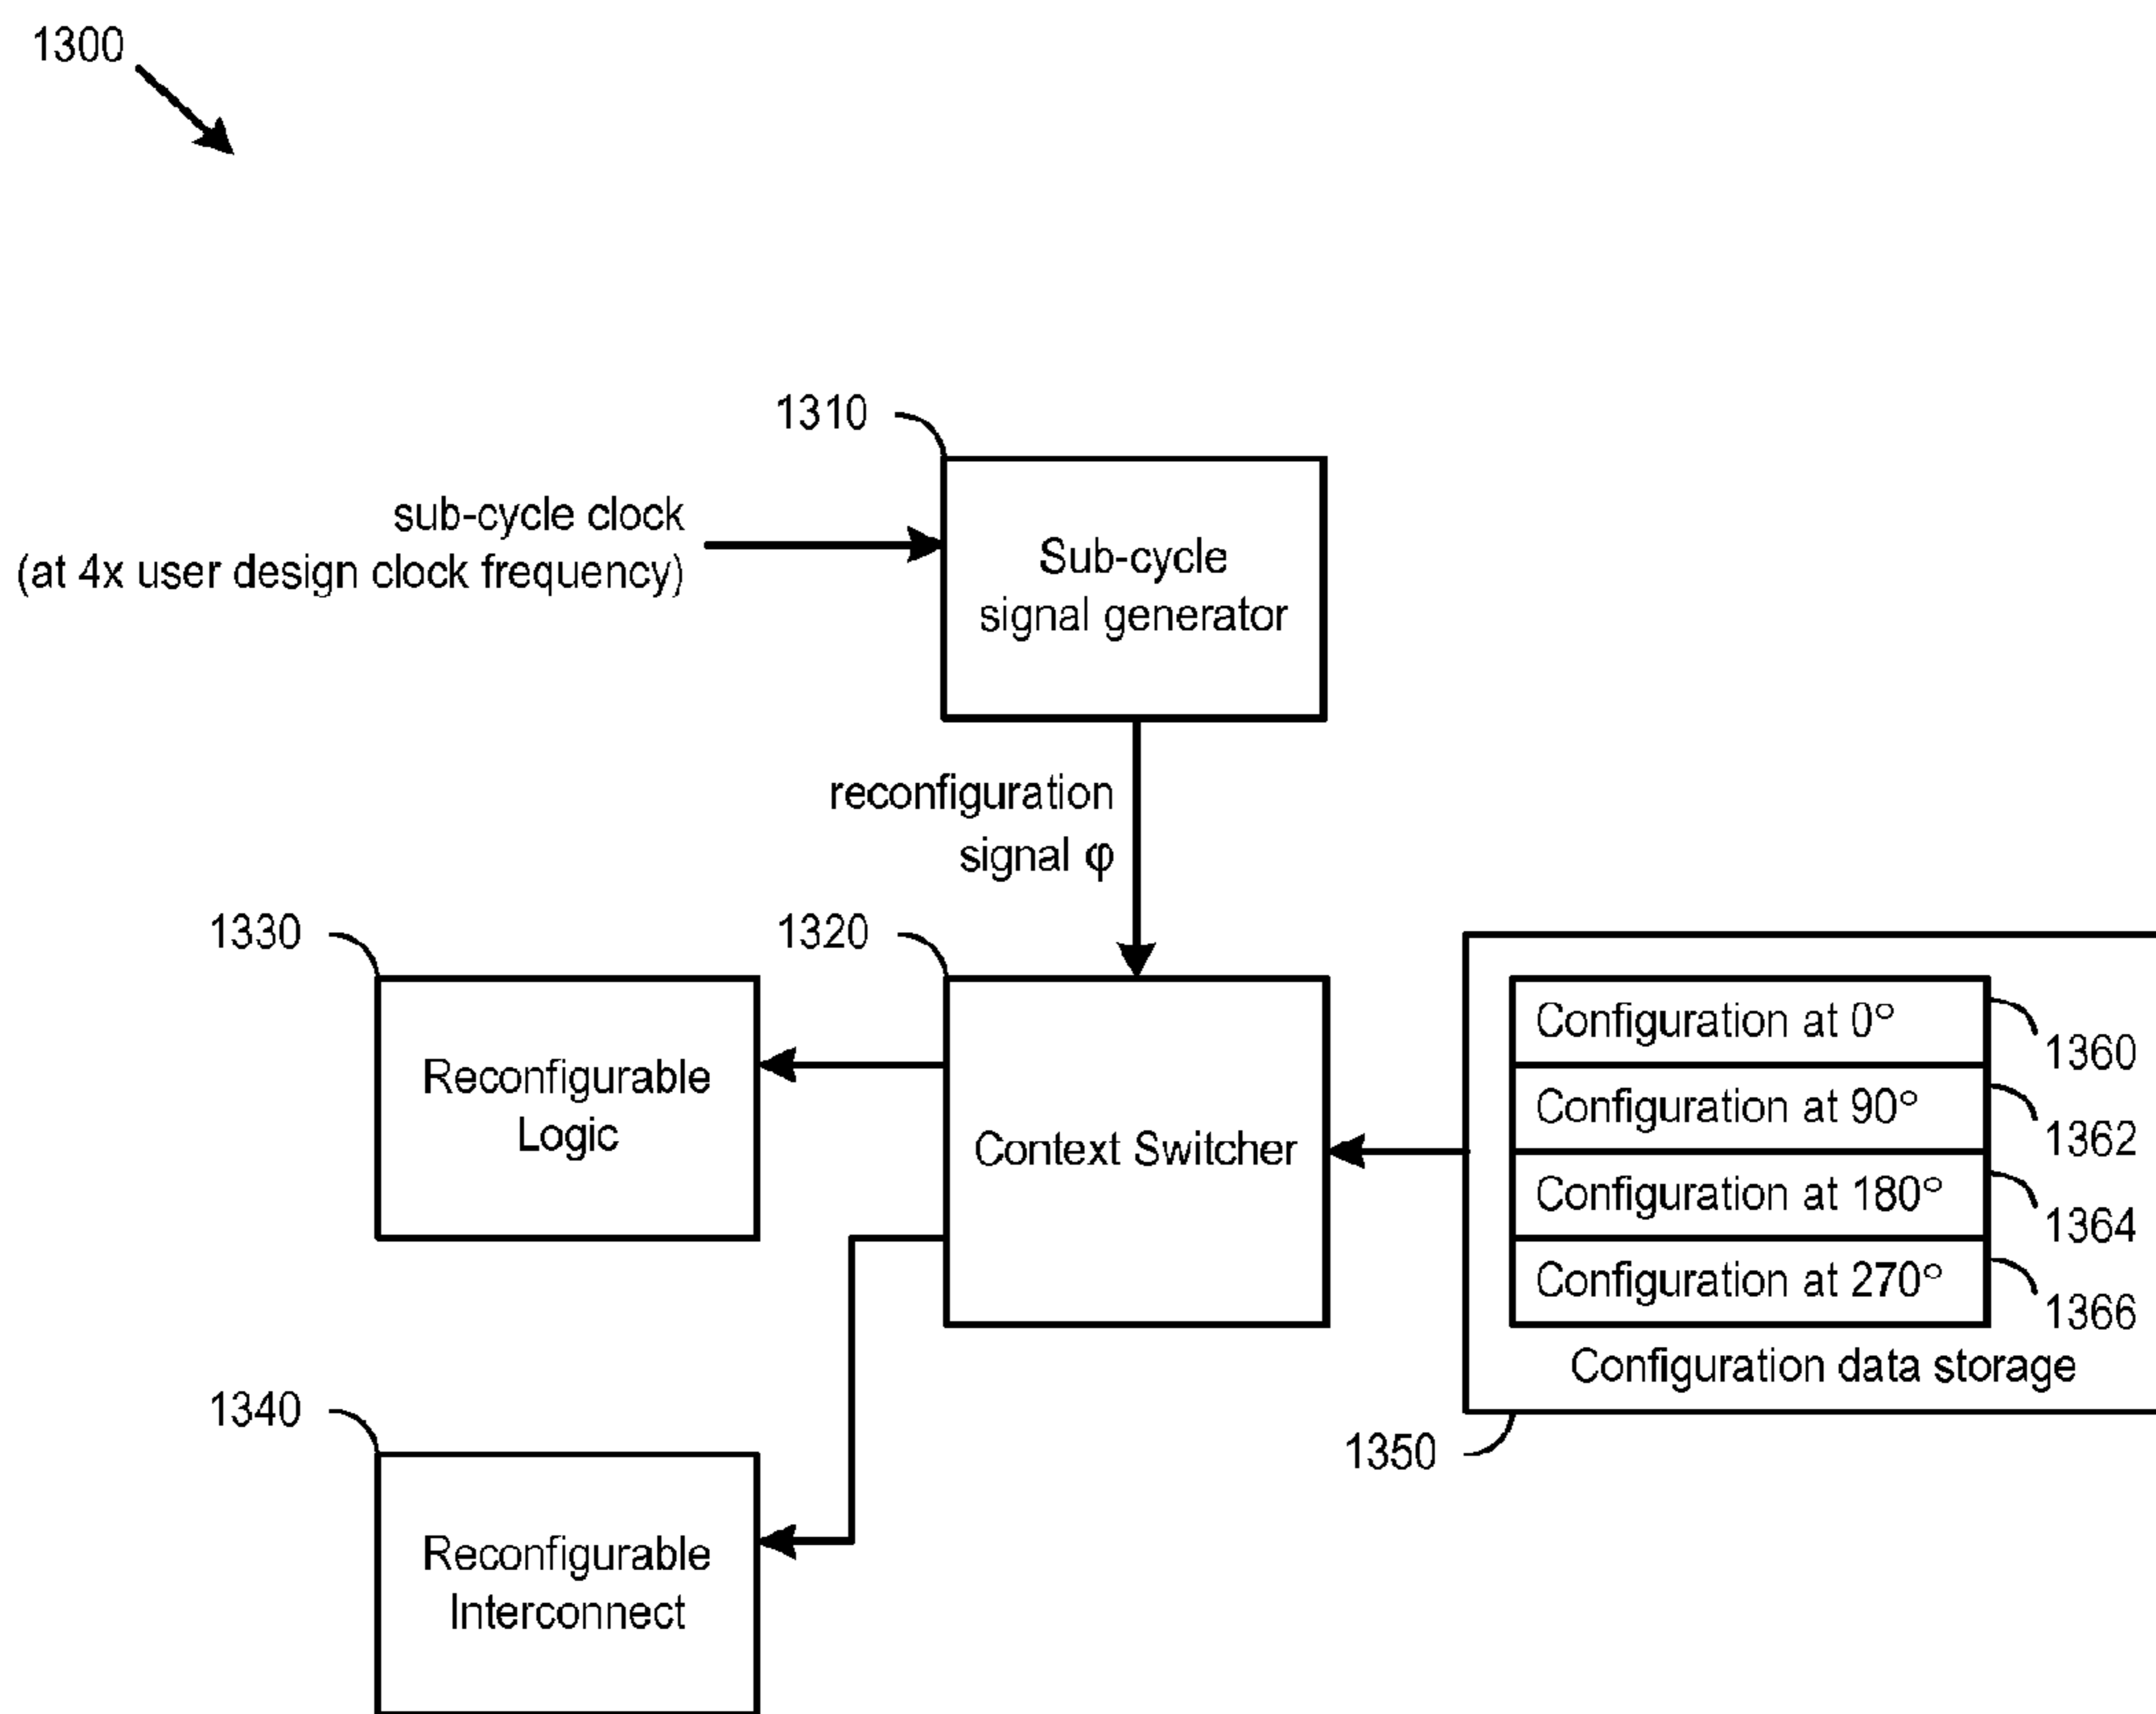 1300
1310
sub-cycle clock
(at 4x user design clock frequency)
Sub-cycle
signal generator
reconfiguration
signal φ
1330
1320
Reconfigurable
Logic
Context Switcher
Configuration at 0°
1360
Configuration at 90°
1362
Configuration at 180°
1364
Configuration at 270°
1366
Configuration data storage
1350
1340
Reconfigurable
Interconnect